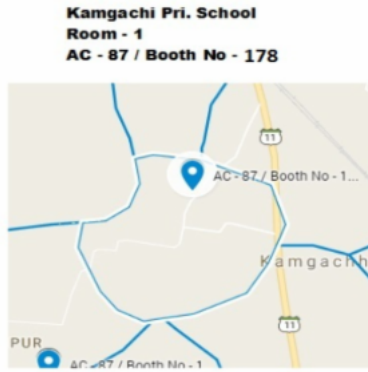 Kamgachi Pri. School
Room - 1
AC - 87 / Booth No - 178
11
AC - 87 / Booth No - 1...
Kamgachh
11
PUR
AC - 87 / Booth No - 1